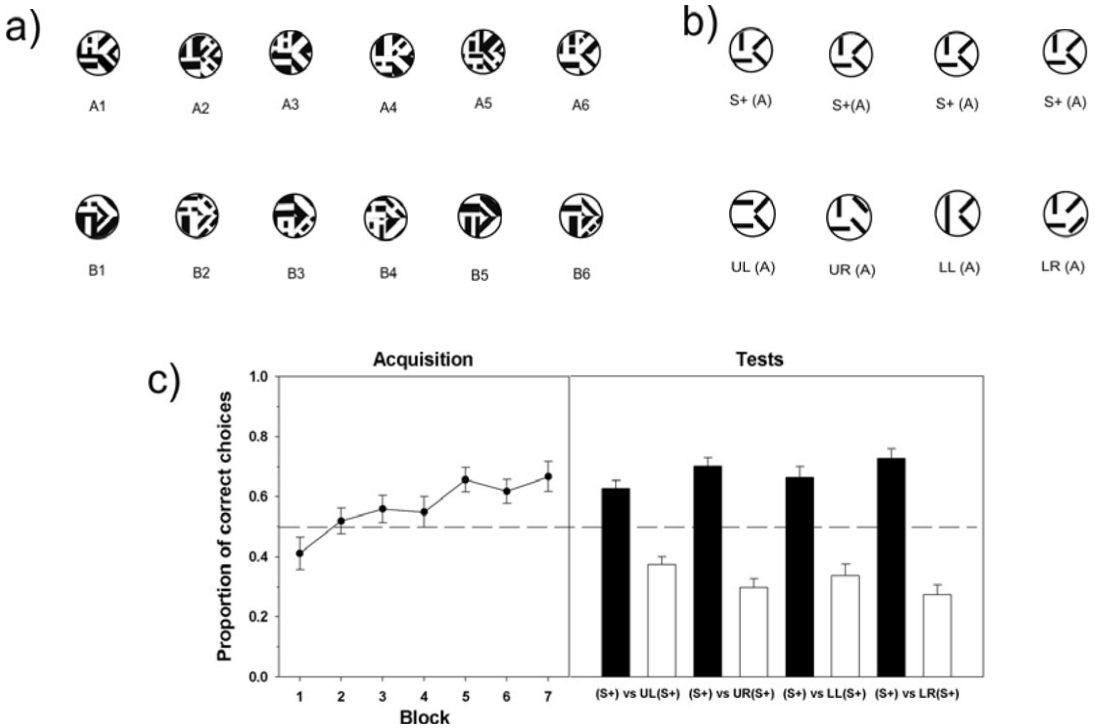 a)
A1 A2 A3 A4 A5 A6
B1 B2 B3 B4 B5 B6
b)
S+ (A) S+(A) S+ (A) S+ (A)
UL (A) UR (A) LL (A) LR (A)
c)
Acquisition Tests
Proportion of correct choices
1.0
0.8
0.6
0.4
0.2
0.0
1 2 3 4 5 6 7
Block
(S+) vs UL(S+) (S+) vs UR(S+) (S+) vs LL(S+) (S+) vs LR(S+)